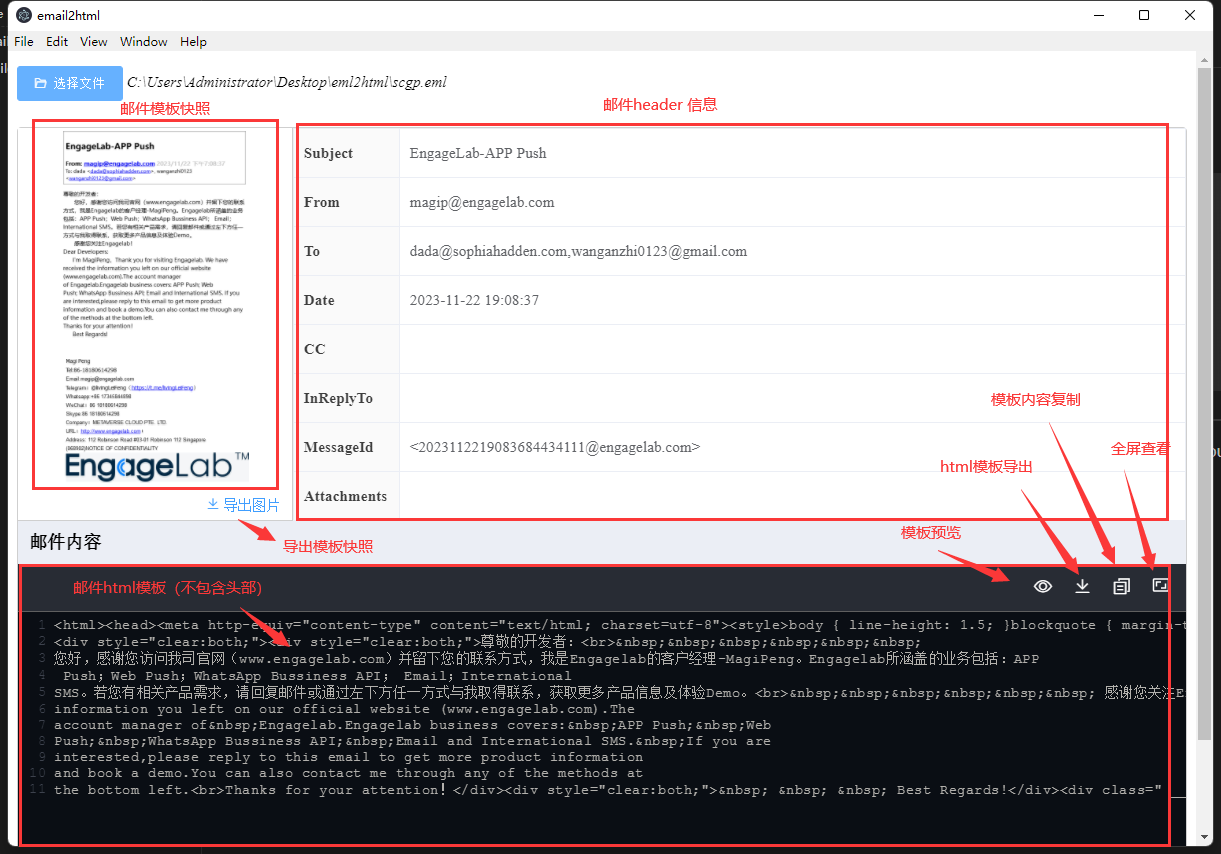 email2html
File Edit View Window Help
选择文件 C:\Users\Administrator\Desktop\eml2html\scgp.eml
邮件模板快照
邮件header 信息
EngageLab-APP Push
From: magip@engagelab.com 2023/11/22 下午7:08:37
To: dada <dada@sophiahadden.com>, wanganzhi0123
<wanganzhi0123@gmail.com>
尊敬的开发者:
您好，感谢您访问我司官网（www.engagelab.com）并留下您的联系
方式，我是Engagelab的客户经理-MagiPeng。Engagelab所涵盖的业务
包括：APP Push；Web Push；WhatsApp Bussiness API； Email；
International SMS。若您有相关产品需求，请回复邮件或通过左下方任一
方式与我取得联系，获取更多产品信息及体验Demo。
感谢您关注Engagelab!
Dear Developers:
I'm MagiPeng、Thank you for visiting Engagelab. We have
received the information you left on our official website
(www.engagelab.com).The account manager
of Engagelab.Engagelab business covers: APP Push; Web
Push; WhatsApp Bussiness API; Email and International SMS. If you
are interested,please reply to this email to get more product
information and book a demo.You can also contact me through any
of the methods at the bottom left.
Thanks for your attention!
Best Regards!
Magi Peng
Tel:86-18180614298
Email:magip@engagelab.com
Telegram：@livingLeFeng（https://t.me/livingLeFeng）
Whatsapp:+86 17345844898
WeChat：86 18180614298
Skype:86 18180614298
Company：METAVERSE CLOUD PTE. LTD
URL：http://www.engagelab.com
Address: 112 Robinson Road #03-01 Robinson 112 Singapore
(068902)NOTICE OF CONFIDENTIALITY
EngageLab™
Subject EngageLab-APP Push
From magip@engagelab.com
To dada@sophiahadden.com,wanganzhi0123@gmail.com
Date 2023-11-22 19:08:37
CC
InReplyTo
MessageId <2023112219083684434111@engagelab.com>
Attachments
模板内容复制
全屏查看
html模板导出
模板预览
导出图片
导出模板快照
邮件内容
邮件html模板（不包含头部）
1 <html><head><meta http-equiv="content-type" content="text/html; charset=utf-8"><style>body { line-height: 1.5; }blockquote { margin-t
2 <div style="clear:both;"><div style="clear:both;">尊敬的开发者：<br>&nbsp;&nbsp;&nbsp;&nbsp;&nbsp;&nbsp;
3 您好，感谢您访问我司官网（www.engagelab.com）并留下您的联系方式，我是Engagelab的客户经理-MagiPeng。Engagelab所涵盖的业务包括：APP
4 Push；Web Push；WhatsApp Bussiness API； Email；International
5 SMS。若您有相关产品需求，请回复邮件或通过左下方任一方式与我取得联系，获取更多产品信息及体验Demo。<br>&nbsp;&nbsp;&nbsp;&nbsp;&nbsp;&nbsp; 感谢您关注E
6 information you left on our official website (www.engagelab.com).The
7 account manager of&nbsp;Engagelab.Engagelab business covers:&nbsp;APP Push;&nbsp;Web
8 Push;&nbsp;WhatsApp Bussiness API;&nbsp;Email and International SMS.&nbsp;If you are
9 interested,please reply to this email to get more product information
10 and book a demo.You can also contact me through any of the methods at
11 the bottom left.<br>Thanks for your attention！</div><div style="clear:both;">&nbsp; &nbsp; &nbsp; Best Regards!</div><div class="